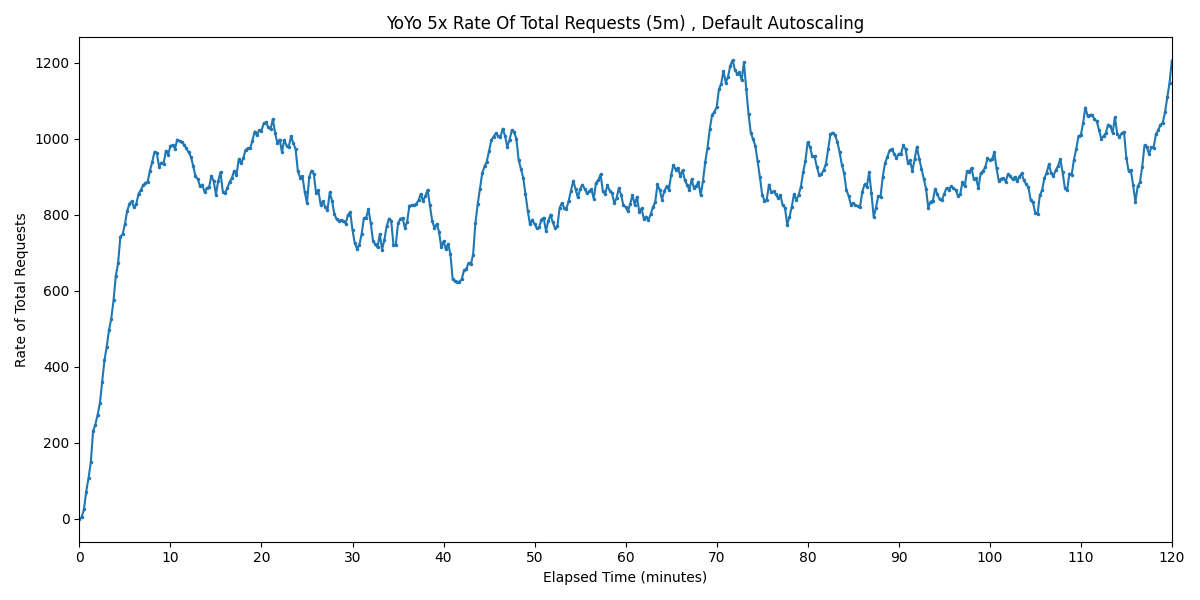 YoYo 5x Rate Of Total Requests (5m) , Default Autoscaling
1200
1000
800
600
400
200
0
Rate of Total Requests
0 10 20 30 40 50 60 70 80 90 100 110 120
Elapsed Time (minutes)